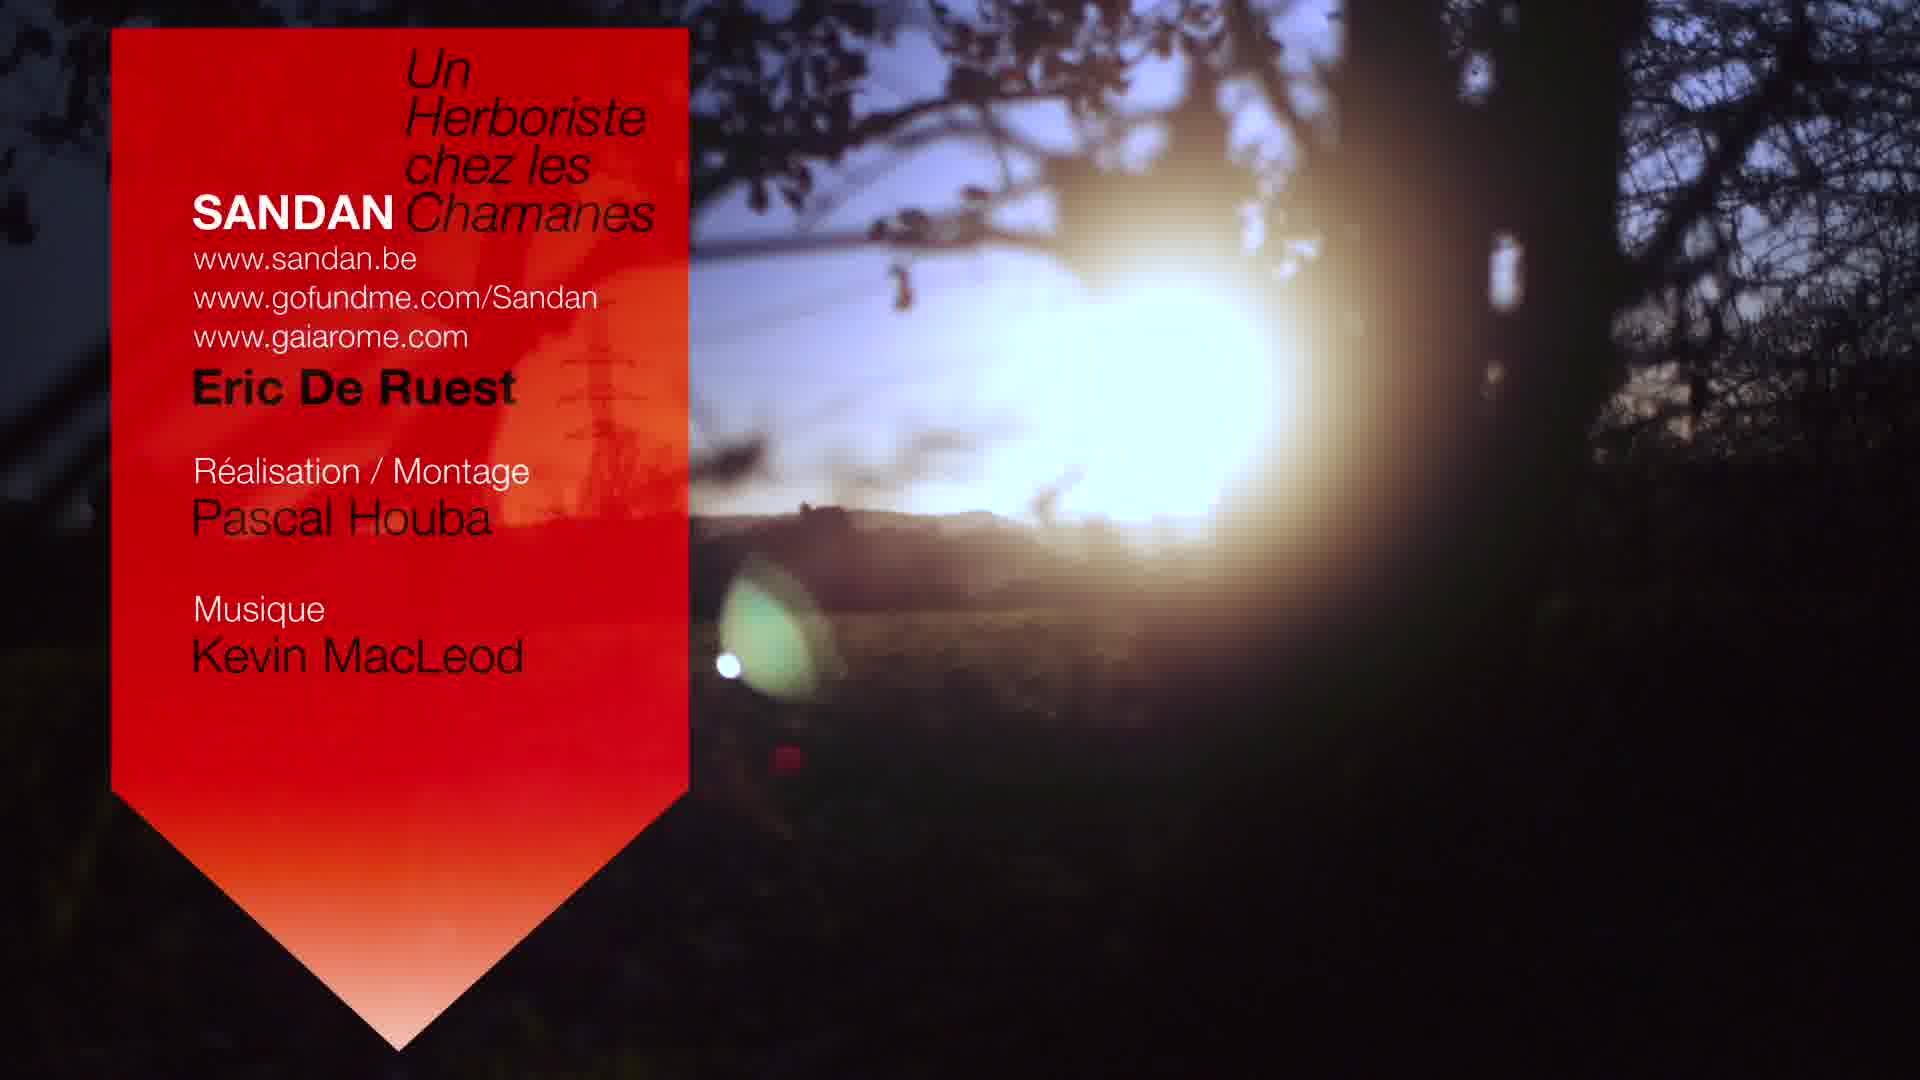 Un
Herboriste
chez les
SANDAN Chamanes
www.sandan.be
www.gofundme.com/Sandan
www.gaiarome.com
Eric De Ruest
Réalisation / Montage
Pascal Houba
Musique
Kevin MacLeod